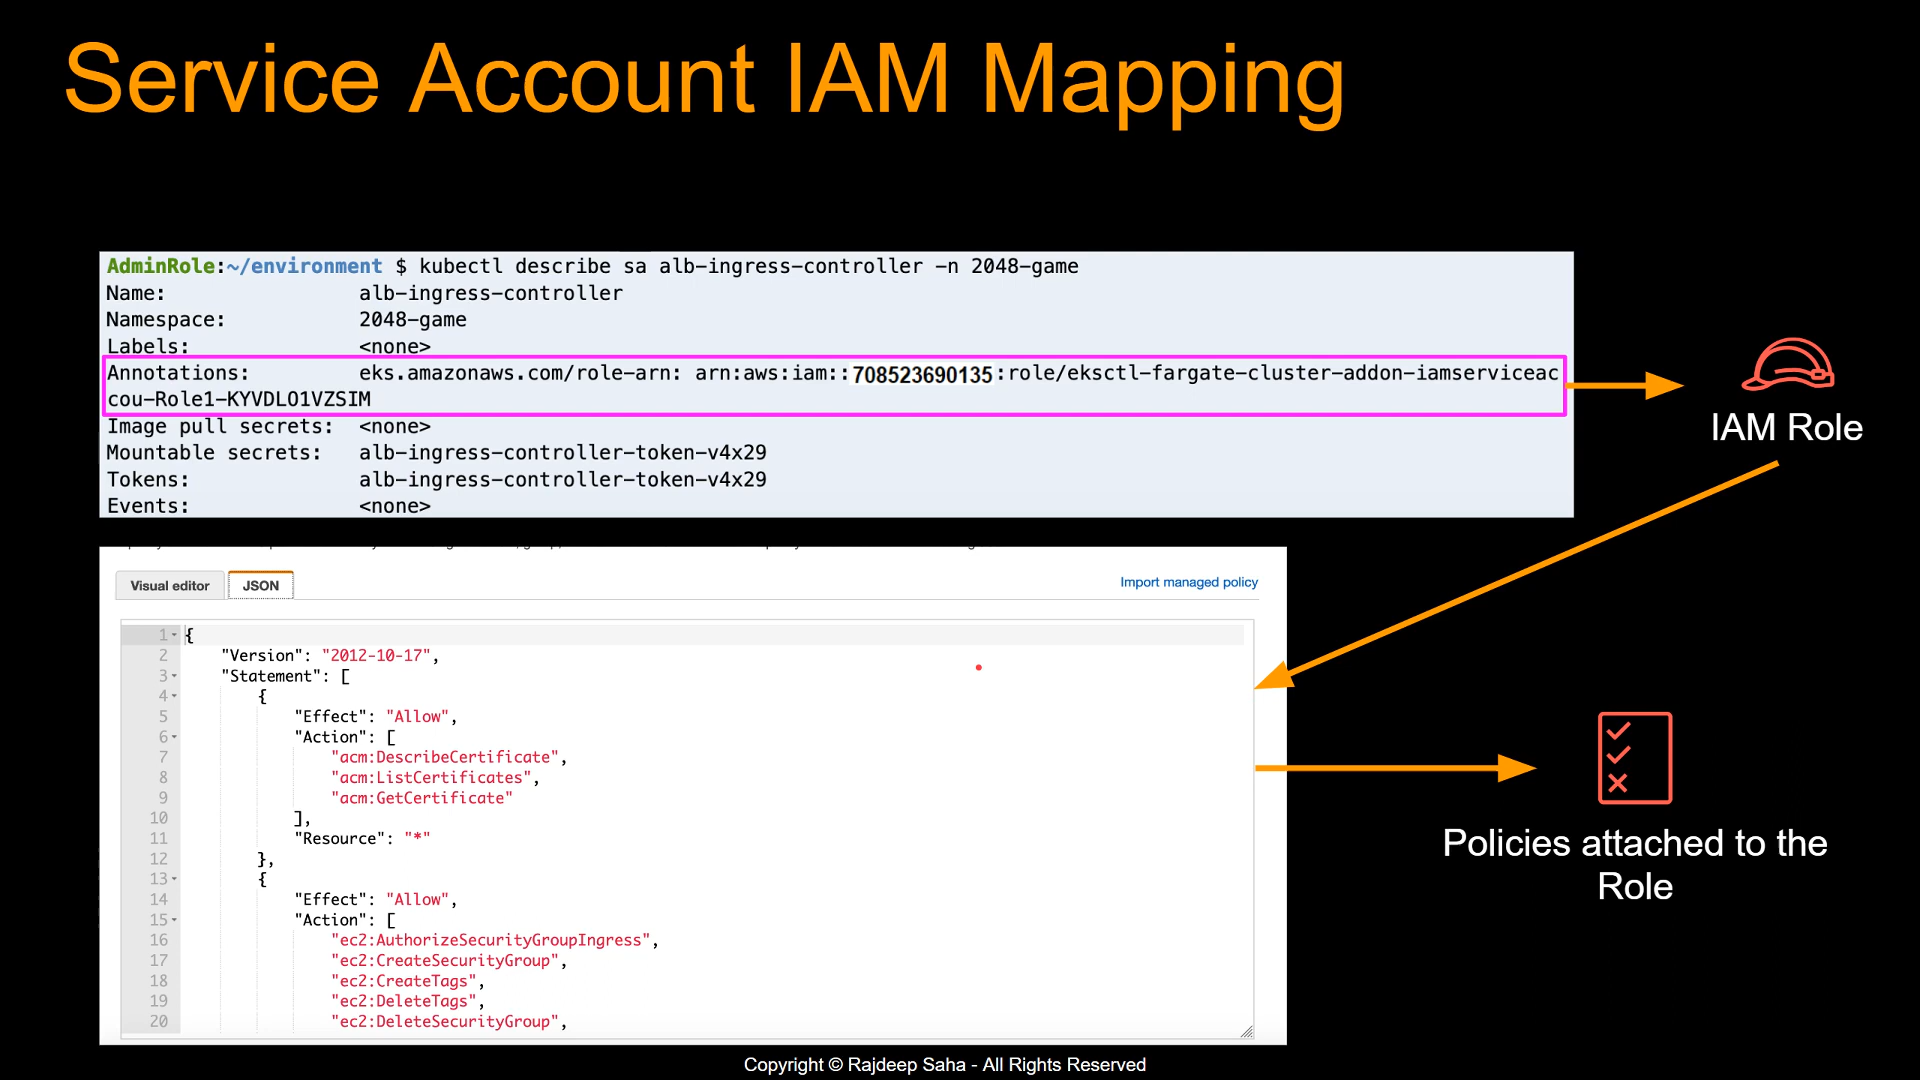 Service Account IAM Mapping
AdminRole:~/environment $ kubectl describe sa alb-ingress-controller -n 2048-game
Name: alb-ingress-controller
Namespace: 2048-game
Labels: <none>
Annotations: eks.amazonaws.com/role-arn: arn:aws:iam::708523690135:role/eksctl-fargate-cluster-addon-iamserviceac
cou-Role1-KYVDLO1VZSIM
Image pull secrets: <none>
Mountable secrets: alb-ingress-controller-token-v4x29
Tokens: alb-ingress-controller-token-v4x29
Events: <none>
IAM Role
Visual editor JSON Import managed policy
1 {
2 "Version": "2012-10-17",
3 "Statement": [
4 {
5 "Effect": "Allow",
6 "Action": [
7 "acm:DescribeCertificate",
8 "acm:ListCertificates",
9 "acm:GetCertificate"
10 ],
11 "Resource": "*"
12 },
13 {
14 "Effect": "Allow",
15 "Action": [
16 "ec2:AuthorizeSecurityGroupIngress",
17 "ec2:CreateSecurityGroup",
18 "ec2:CreateTags",
19 "ec2:DeleteTags",
20 "ec2:DeleteSecurityGroup",
Policies attached to the
Role
Copyright © Rajdeep Saha - All Rights Reserved